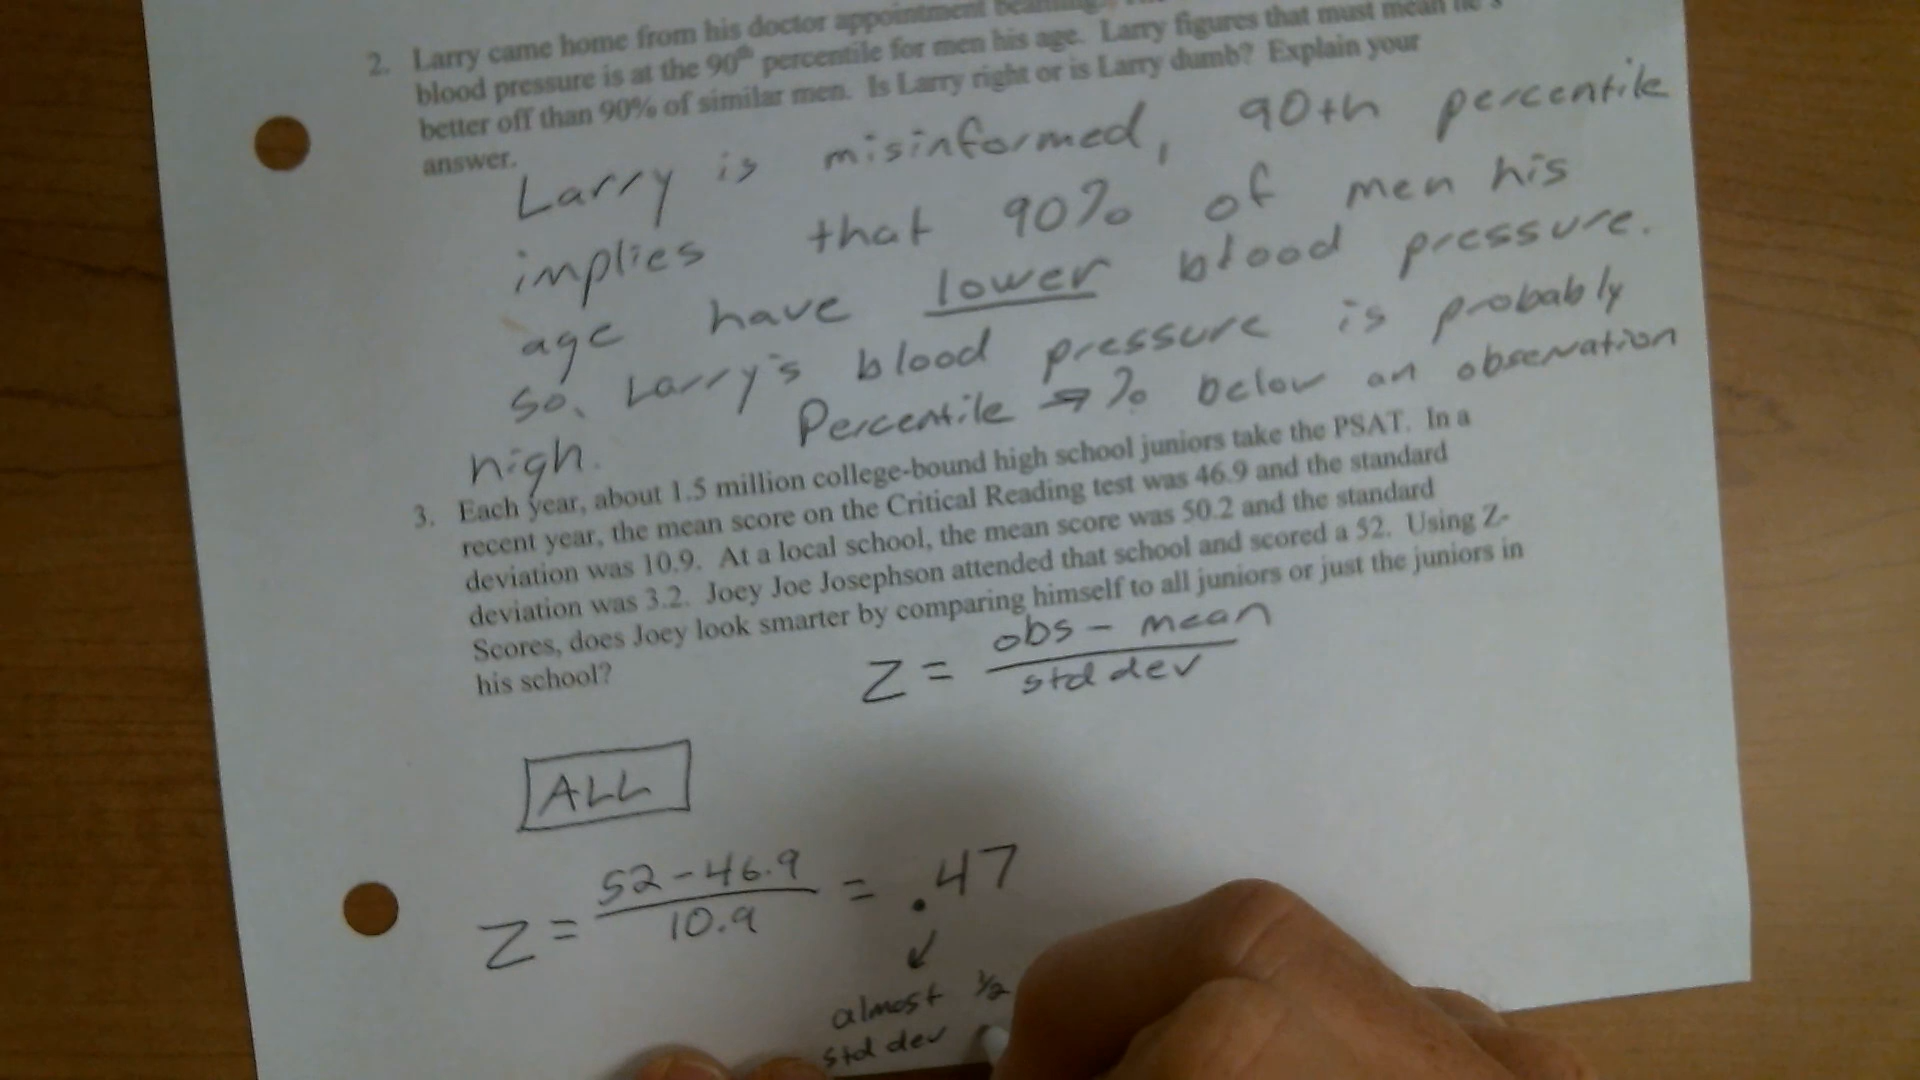 2. Larry came home from his doctor appointment
blood pressure is at the 90th percentile for men his age. Larry figures that must mean he's
better off than 90% of similar men. Is Larry right or is Larry dumb? Explain your
answer.
Larry is misinformed, 90th percentile
implies that 90% of men his
age have lower blood pressure.
So, Larry's blood pressure is probably
high.
Percentile → % below an observation
3. Each year, about 1.5 million college-bound high school juniors take the PSAT. In a
recent year, the mean score on the Critical Reading test was 46.9 and the standard
deviation was 10.9. At a local school, the mean score was 50.2 and the standard
deviation was 3.2. Joey Joe Josephson attended that school and scored a 52. Using Z-
Scores, does Joey look smarter by comparing himself to all juniors or just the juniors in
his school?
Z = obs - mean
std dev
ALL
Z = 52 - 46.9 = .47
10.9
↓
almost ½
std dev